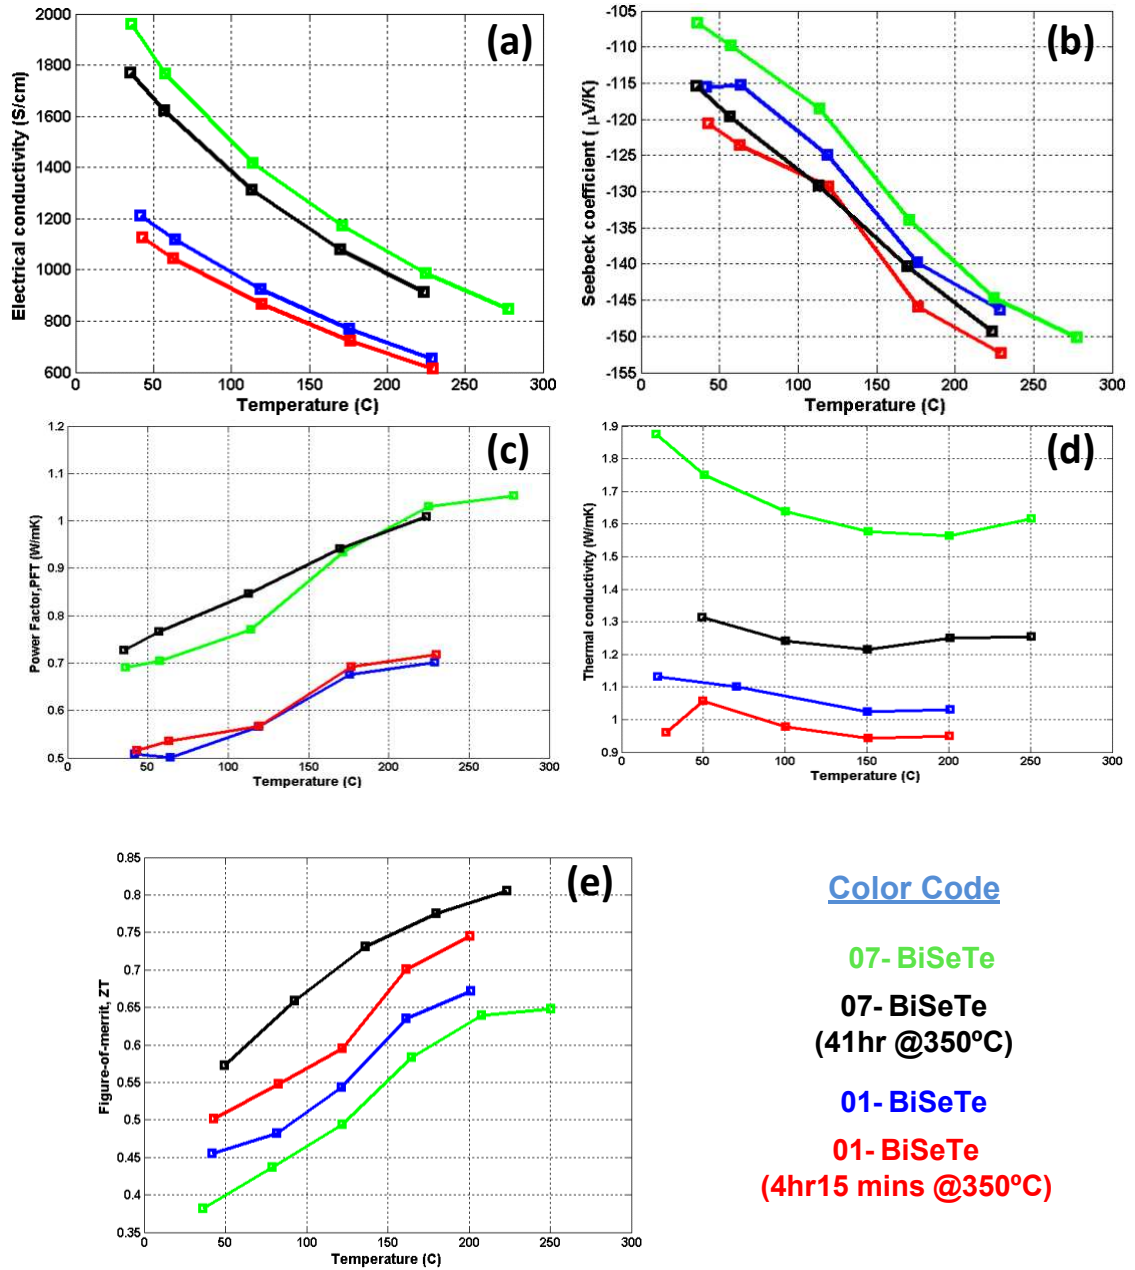 (a)
2000
1800
1600
1400
1200
1000
800
600
0 50 100 150 200 250 300
Electrical conductivity (S/cm)
Temperature (C)
(b)
-105
-110
-115
-120
-125
-130
-135
-140
-145
-150
-155
0 50 100 150 200 250 300
Seebeck coefficient ( μV/K)
Temperature (C)
(c)
1.2
1.1
1
0.9
0.8
0.7
0.6
0.5
0 50 100 150 200 250 300
Power Factor,PFT (W/mK)
Temperature (C)
(d)
1.9
1.8
1.7
1.6
1.5
1.4
1.3
1.2
1.1
1
0.9
0 50 100 150 200 250 300
Thermal conductivity (W/mK)
Temperature (C)
(e)
0.85
0.8
0.75
0.7
0.65
0.6
0.55
0.5
0.45
0.4
0.35
0 50 100 150 200 250 300
Figure-of-merrit, ZT
Temperature (C)
Color Code
07- BiSeTe
07- BiSeTe
(41hr @350ºC)
01- BiSeTe
01- BiSeTe
(4hr15 mins @350ºC)